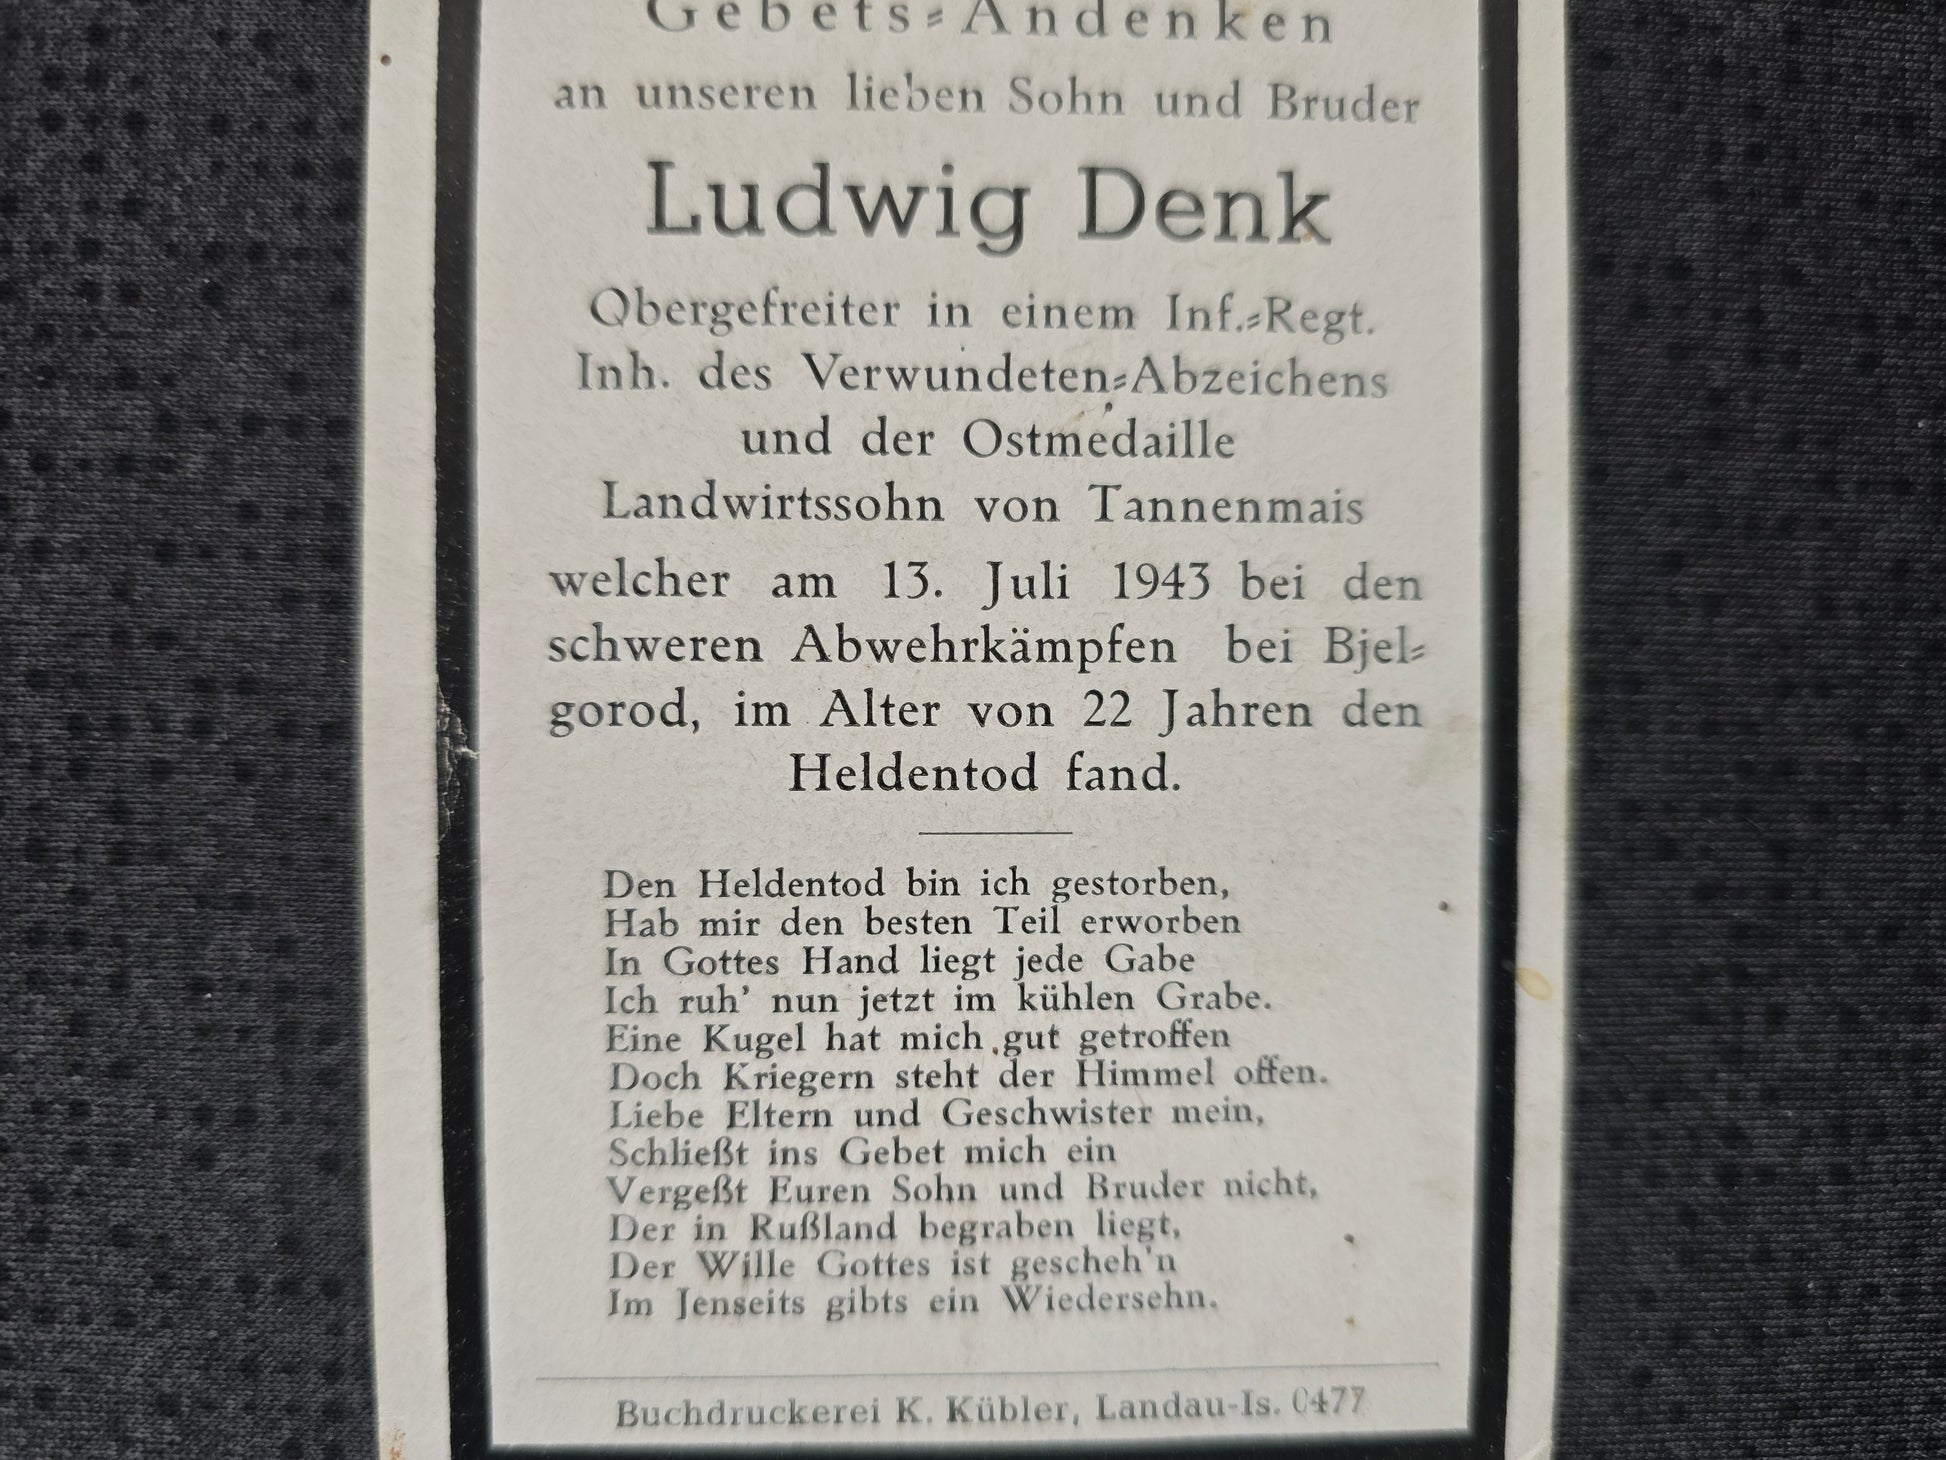 Gebets=Andenken
an unseren lieben Sohn und Bruder
Ludwig Denk
Obergefreiter in einem Inf.=Regt.
Inh. des Verwundeten=Abzeichens
und der Ostmedaille
Landwirtssohn von Tannenmais
welcher am 13. Juli 1943 bei den
schweren Abwehrkämpfen bei Bjel=
gorod, im Alter von 22 Jahren den
Heldentod fand.
Den Heldentod bin ich gestorben,
Hab mir den besten Teil erworben
In Gottes Hand liegt jede Gabe
Ich ruh' nun jetzt im kühlen Grabe.
Eine Kugel hat mich gut getroffen
Doch Kriegern steht der Himmel offen.
Liebe Eltern und Geschwister mein,
Schließt ins Gebet mich ein
Vergeßt Euren Sohn und Bruder nicht,
Der in Rußland begraben liegt,
Der Wille Gottes ist gescheh'n
Im Jenseits gibts ein Wiedersehn.
Buchdruckerei K. Kübler, Landau-Is. 0477